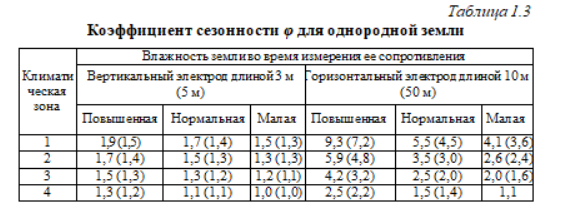 Таблица 1.3
Коэффициент сезонности φ для однородной земли
Климати ческая зона
Влажность земли во время измерения ее сопротивления
Вертикальный электрод длиной 3 м (5 м)
Горизонтальный электрод длиной 10 м (50 м)
Повышенная Нормальная Малая Повышенная Нормальная Малая
1 1,9 (1,5) 1,7 (1,4) 1,5 (1,3) 9,3 (7,2) 5,5 (4,5) 4,1 (3,6)
2 1,7 (1,4) 1,5 (1,3) 1,3 (1,3) 5,9 (4,8) 3,5 (3,0) 2,6 (2,4)
3 1,5 (1,3) 1,3 (1,2) 1,2 (1,1) 4,2 (3,2) 2,5 (2,0) 2,0 (1,6)
4 1,3 (1,2) 1,1 (1,1) 1,0 (1,0) 2,5 (2,2) 1,5 (1,4) 1,1